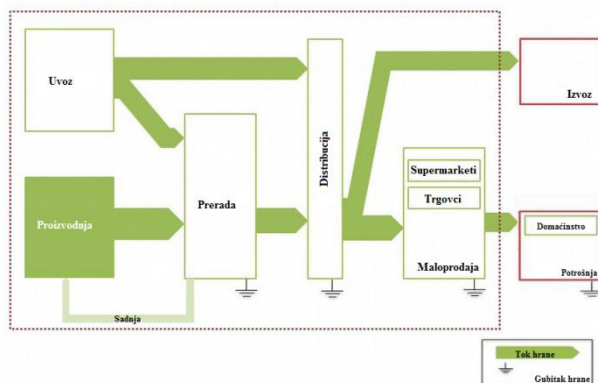 Uvoz
Izvoz
Distribucija
Supermarketi
Trgovci
Prerada
Proizvodnja
Domaćinstvo
Maloprodaja
Potrošnja
Sadnja
Tok hrane
Gubitak hrane